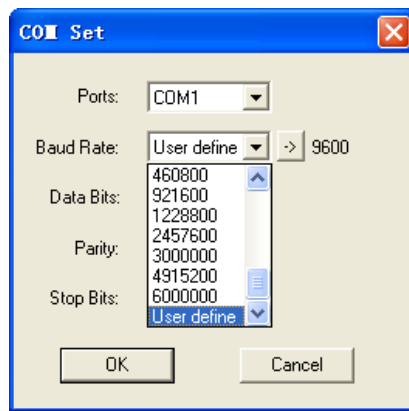 COM Set
Ports: COM1
Baud Rate: User define -> 9600
460800
921600
Data Bits:
1228800
2457600
Parity:
3000000
4915200
Stop Bits:
6000000
User define
OK Cancel